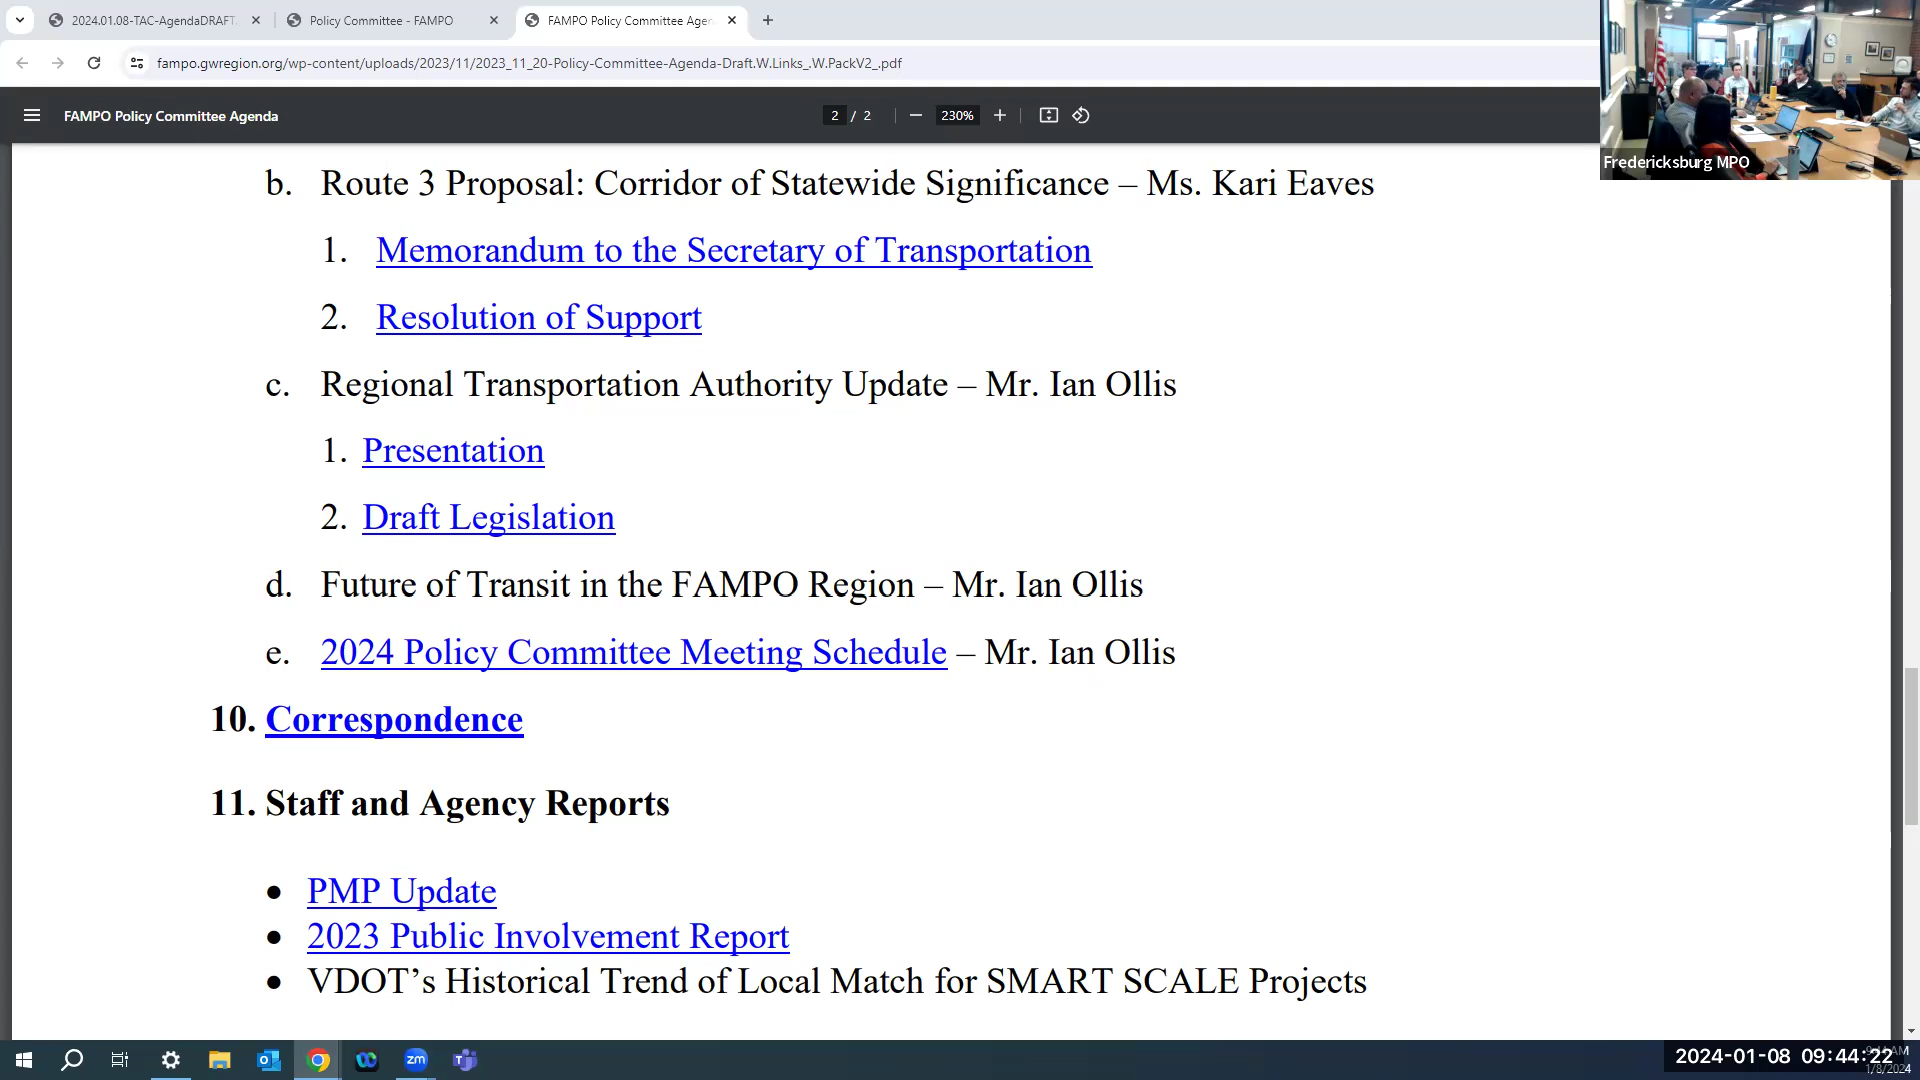 2024.01.08-TAC-AgendaDRAFT
Policy Committee - FAMPO
FAMPO Policy Committee Agen
fampo.gwregion.org/wp-content/uploads/2023/11/2023_11_20-Policy-Committee-Agenda-Draft.W.Links_.W.PackV2_.pdf
FAMPO Policy Committee Agenda
2 / 2
230%
Fredericksburg MPO
b. Route 3 Proposal: Corridor of Statewide Significance – Ms. Kari Eaves
1. Memorandum to the Secretary of Transportation
2. Resolution of Support
c. Regional Transportation Authority Update – Mr. Ian Ollis
1. Presentation
2. Draft Legislation
d. Future of Transit in the FAMPO Region – Mr. Ian Ollis
e. 2024 Policy Committee Meeting Schedule – Mr. Ian Ollis
10. Correspondence
11. Staff and Agency Reports
• PMP Update
• 2023 Public Involvement Report
• VDOT’s Historical Trend of Local Match for SMART SCALE Projects
zm
2024-01-08 09:44:22
1/8/2024